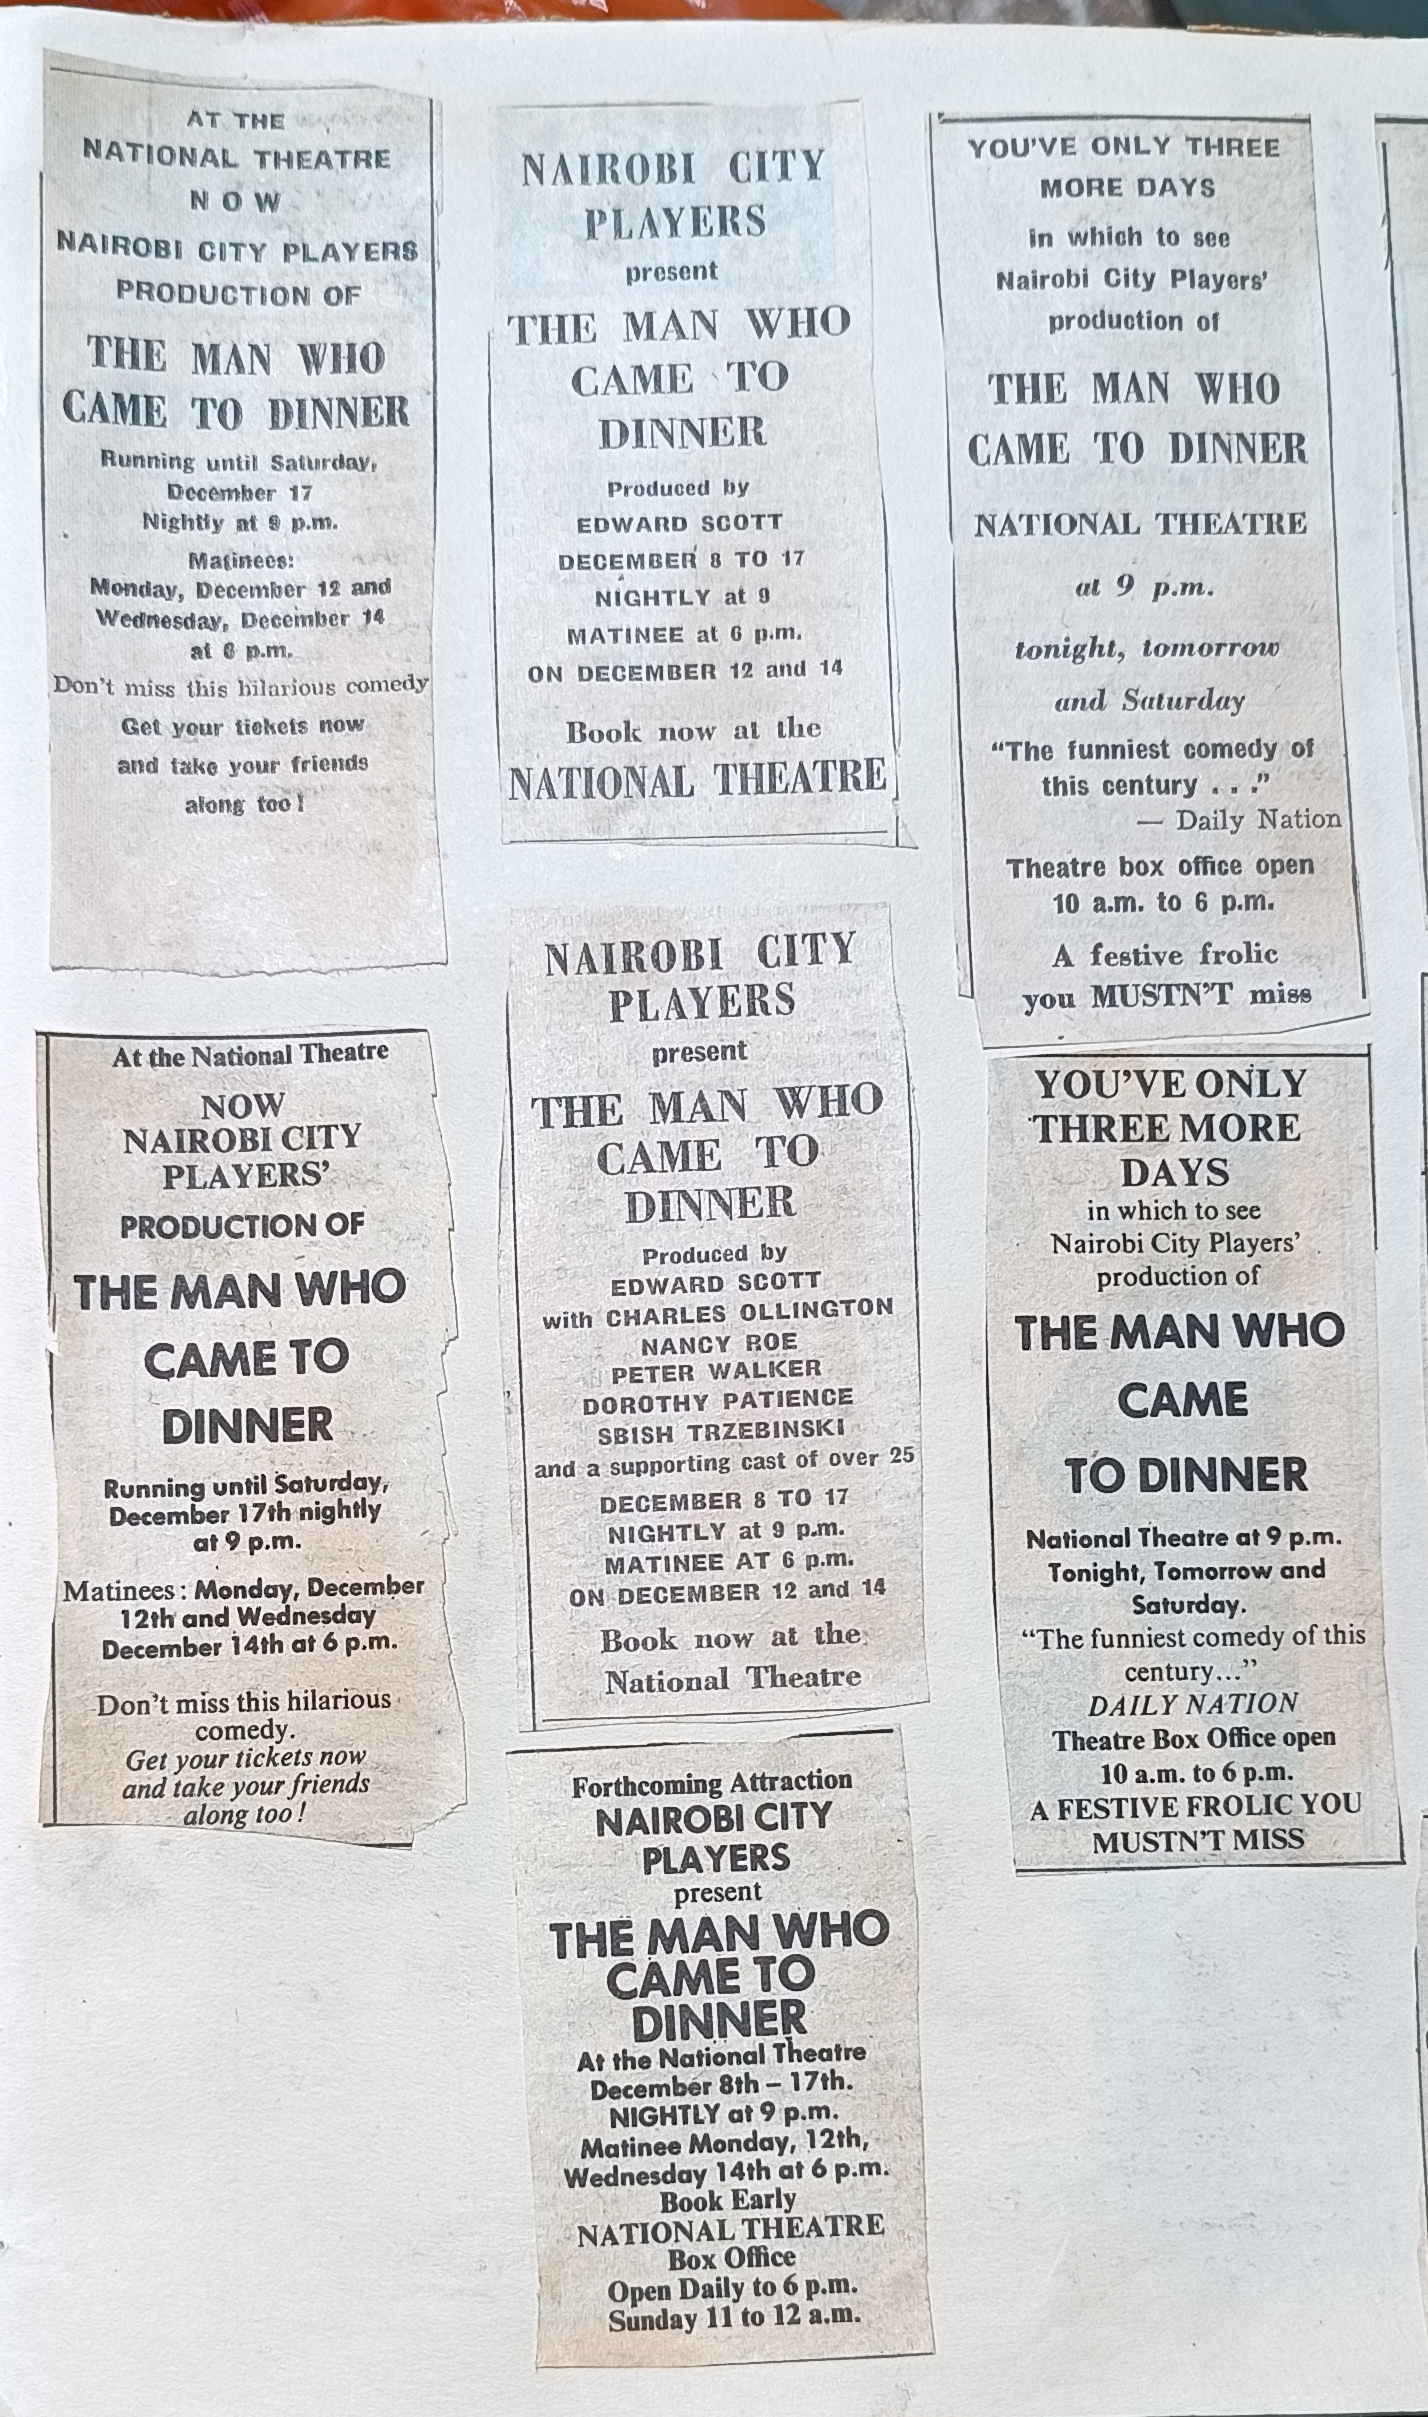 AT THE
NATIONAL THEATRE
NOW
NAIROBI CITY PLAYERS
PRODUCTION OF
THE MAN WHO
CAME TO DINNER
Running until Saturday,
December 17
Nightly at 9 p.m.
Matinees:
Monday, December 12 and
Wednesday, December 14
at 6 p.m.
Don't miss this hilarious comedy
Get your tickets now
and take your friends
along too!
At the National Theatre
NOW
NAIROBI CITY
PLAYERS'
PRODUCTION OF
THE MAN WHO
CAME TO
DINNER
Running until Saturday,
December 17th nightly
at 9 p.m.
Matinees: Monday, December
12th and Wednesday
December 14th at 6 p.m.
Don't miss this hilarious
comedy.
Get your tickets now
and take your friends
along too!
NAIROBI CITY
PLAYERS
present
THE MAN WHO
CAME TO
DINNER
Produced by
EDWARD SCOTT
DECEMBER 8 TO 17
NIGHTLY at 9
MATINEE at 6 p.m.
ON DECEMBER 12 and 14
Book now at the
NATIONAL THEATRE
NAIROBI CITY
PLAYERS
present
THE MAN WHO
CAME TO
DINNER
Produced by
EDWARD SCOTT
with CHARLES OLLINGTON
NANCY ROE
PETER WALKER
DOROTHY PATIENCE
SBISH TRZEBINSKI
and a supporting cast of over 25
DECEMBER 8 TO 17
NIGHTLY at 9 p.m.
MATINEE AT 6 p.m.
ON DECEMBER 12 and 14
Book now at the
National Theatre
Forthcoming Attraction
NAIROBI CITY
PLAYERS
present
THE MAN WHO
CAME TO
DINNER
At the National Theatre
December 8th – 17th.
NIGHTLY at 9 p.m.
Matinee Monday, 12th,
Wednesday 14th at 6 p.m.
Book Early
NATIONAL THEATRE
Box Office
Open Daily to 6 p.m.
Sunday 11 to 12 a.m.
YOU'VE ONLY THREE
MORE DAYS
in which to see
Nairobi City Players'
production of
THE MAN WHO
CAME TO DINNER
NATIONAL THEATRE
at 9 p.m.
tonight, tomorrow
and Saturday
"The funniest comedy of
this century . . ."
— Daily Nation
Theatre box office open
10 a.m. to 6 p.m.
A festive frolic
you MUSTN'T miss
YOU'VE ONLY
THREE MORE
DAYS
in which to see
Nairobi City Players'
production of
THE MAN WHO
CAME
TO DINNER
National Theatre at 9 p.m.
Tonight, Tomorrow and
Saturday.
"The funniest comedy of this
century..."
DAILY NATION
Theatre Box Office open
10 a.m. to 6 p.m.
A FESTIVE FROLIC YOU
MUSTN'T MISS